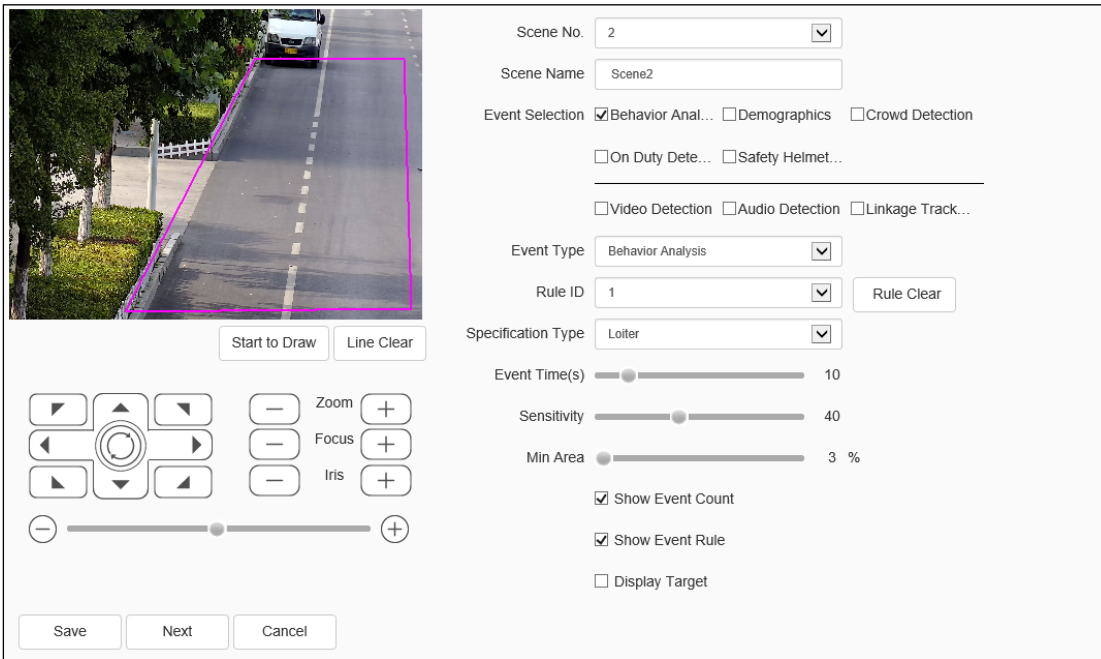 Scene No. 2
Scene Name Scene2
Event Selection Behavior Anal... Demographics Crowd Detection
On Duty Dete... Safety Helmet...
Video Detection Audio Detection Linkage Track...
Event Type Behavior Analysis
Rule ID 1 Rule Clear
Start to Draw Line Clear
Specification Type Loiter
Event Time(s) 10
Zoom
Sensitivity 40
Focus
Min Area 3 %
Iris
Show Event Count
Show Event Rule
Display Target
Save Next Cancel